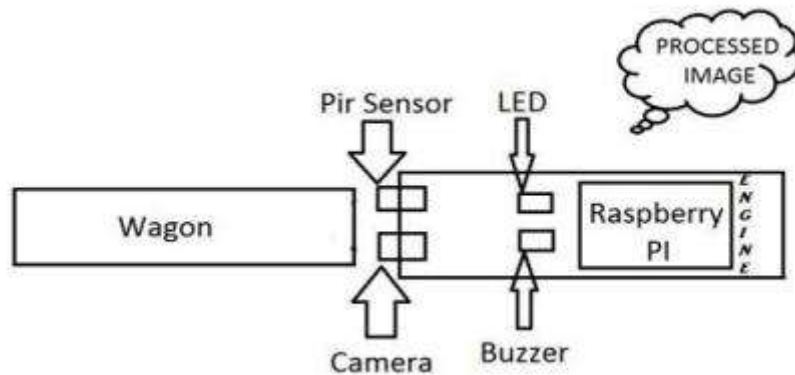 PROCESSED
IMAGE
Pir Sensor
LED
Wagon
Raspberry
PI
ENGINE
Camera
Buzzer